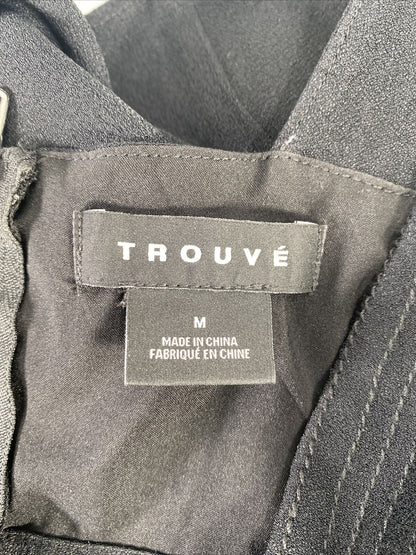 TROUVÉ
M
MADE IN CHINA
FABRIQUÉ EN CHINE